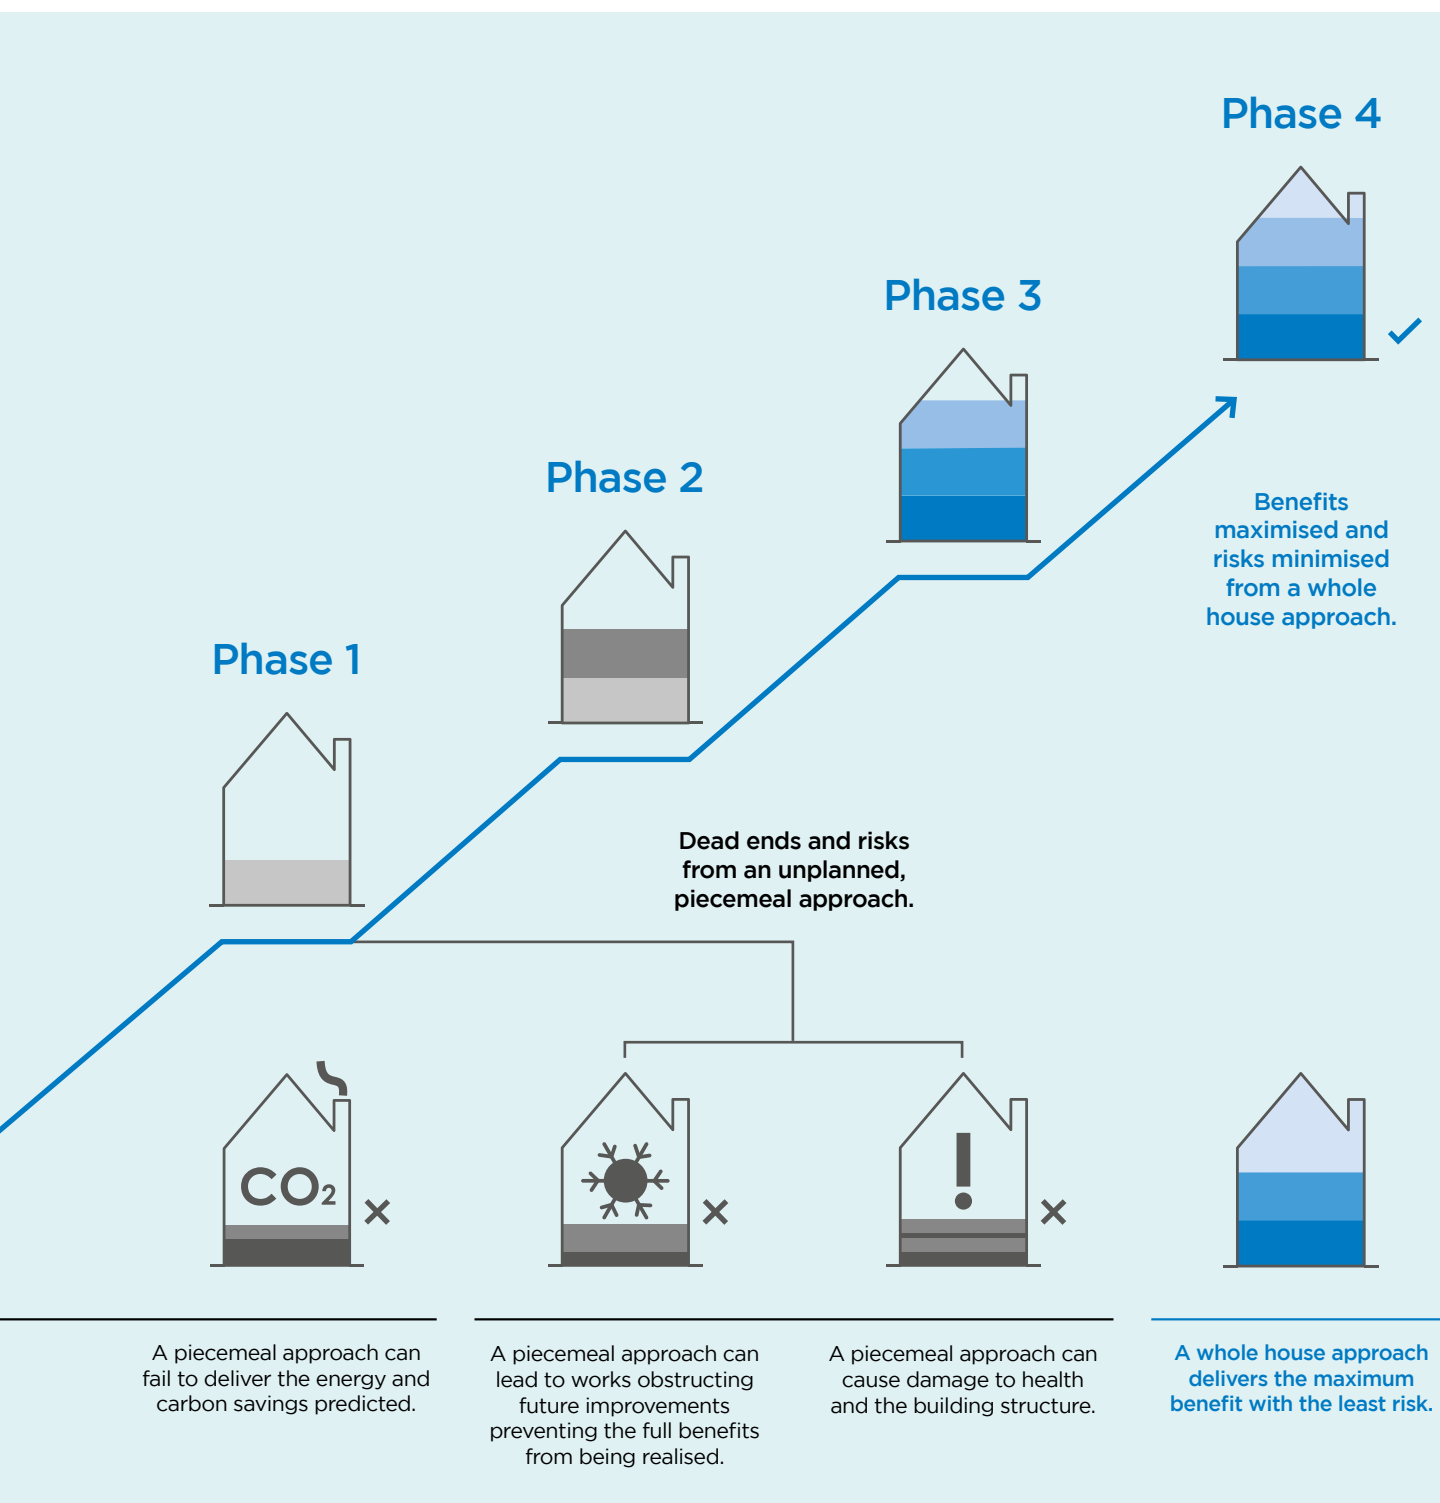 Phase 4
Phase 3
Phase 2
Phase 1
Benefits
maximised and
risks minimised
from a whole
house approach.
Dead ends and risks
from an unplanned,
piecemeal approach.
CO₂
!
A piecemeal approach can
fail to deliver the energy and
carbon savings predicted.
A piecemeal approach can
lead to works obstructing
future improvements
preventing the full benefits
from being realised.
A piecemeal approach can
cause damage to health
and the building structure.
A whole house approach
delivers the maximum
benefit with the least risk.